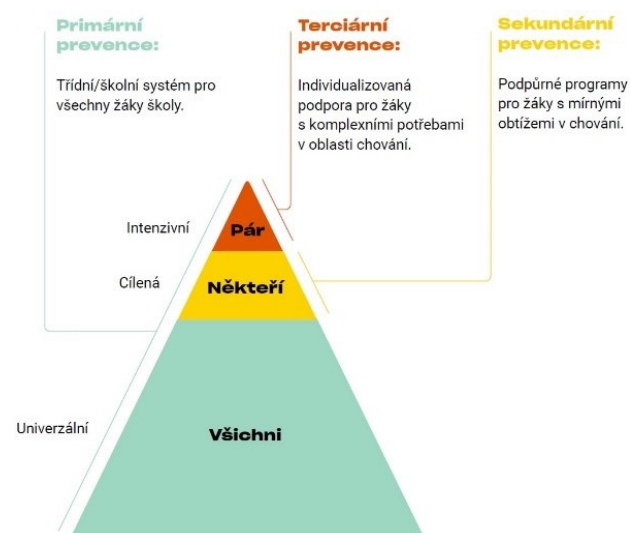 Primární
prevence:
Třídní/školní systém pro
všechny žáky školy.
Terciární
prevence:
Individualizovaná
podpora pro žáky
s komplexními potřebami
v oblasti chování.
Sekundární
prevence:
Podpůrné programy
pro žáky s mírnými
obtížemi v chování.
Intenzivní
Pár
Cílená
Někteří
Univerzální
Všichni